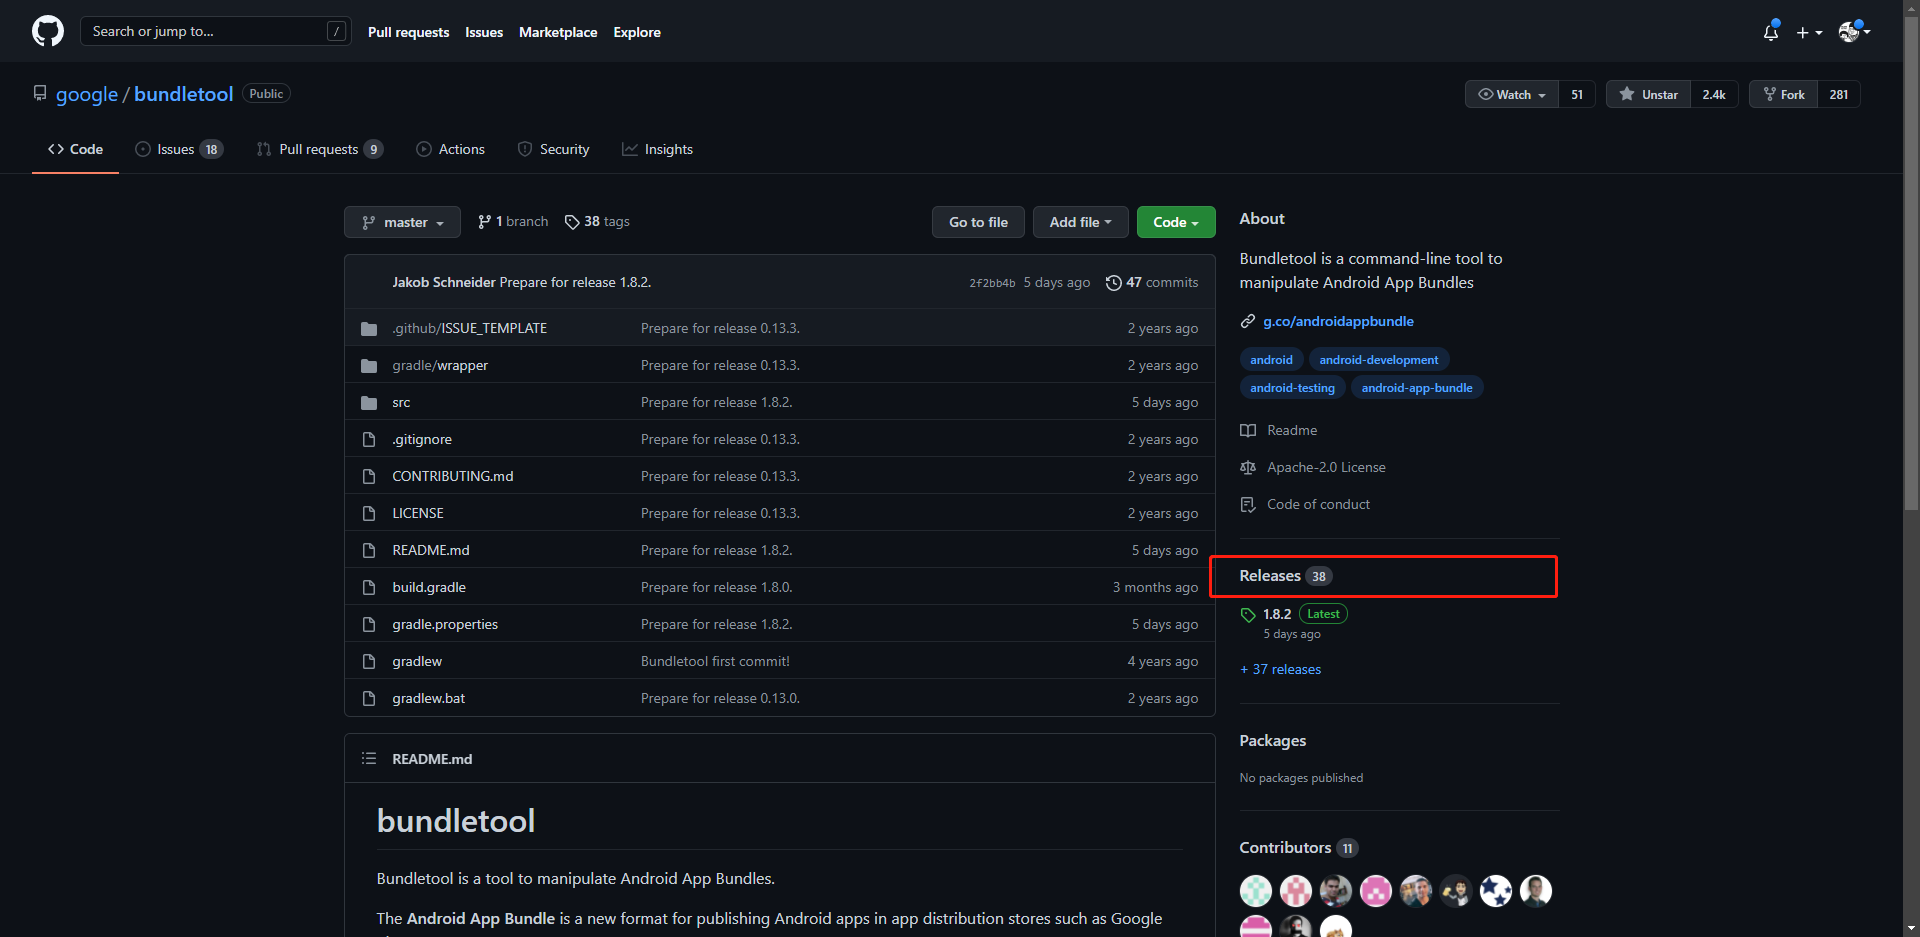 Search or jump to... /
Pull requests Issues Marketplace Explore
google / bundletool Public
Watch 51 Unstar 2.4k Fork 281
Code Issues 18 Pull requests 9 Actions Security Insights
master 1 branch 38 tags Go to file Add file Code
Jakob Schneider Prepare for release 1.8.2. 2f2bb4b 5 days ago 47 commits
.github/ISSUE_TEMPLATE Prepare for release 0.13.3. 2 years ago
gradle/wrapper Prepare for release 0.13.3. 2 years ago
src Prepare for release 1.8.2. 5 days ago
.gitignore Prepare for release 0.13.3. 2 years ago
CONTRIBUTING.md Prepare for release 0.13.3. 2 years ago
LICENSE Prepare for release 0.13.3. 2 years ago
README.md Prepare for release 1.8.2. 5 days ago
build.gradle Prepare for release 1.8.0. 3 months ago
gradle.properties Prepare for release 1.8.2. 5 days ago
gradlew Bundletool first commit! 4 years ago
gradlew.bat Prepare for release 0.13.0. 2 years ago
README.md
bundletool
Bundletool is a tool to manipulate Android App Bundles.
The Android App Bundle is a new format for publishing Android apps in app distribution stores such as Google
About
Bundletool is a command-line tool to
manipulate Android App Bundles
g.co/androidappbundle
android android-development
android-testing android-app-bundle
Readme
Apache-2.0 License
Code of conduct
Releases 38
1.8.2 Latest
5 days ago
+ 37 releases
Packages
No packages published
Contributors 11